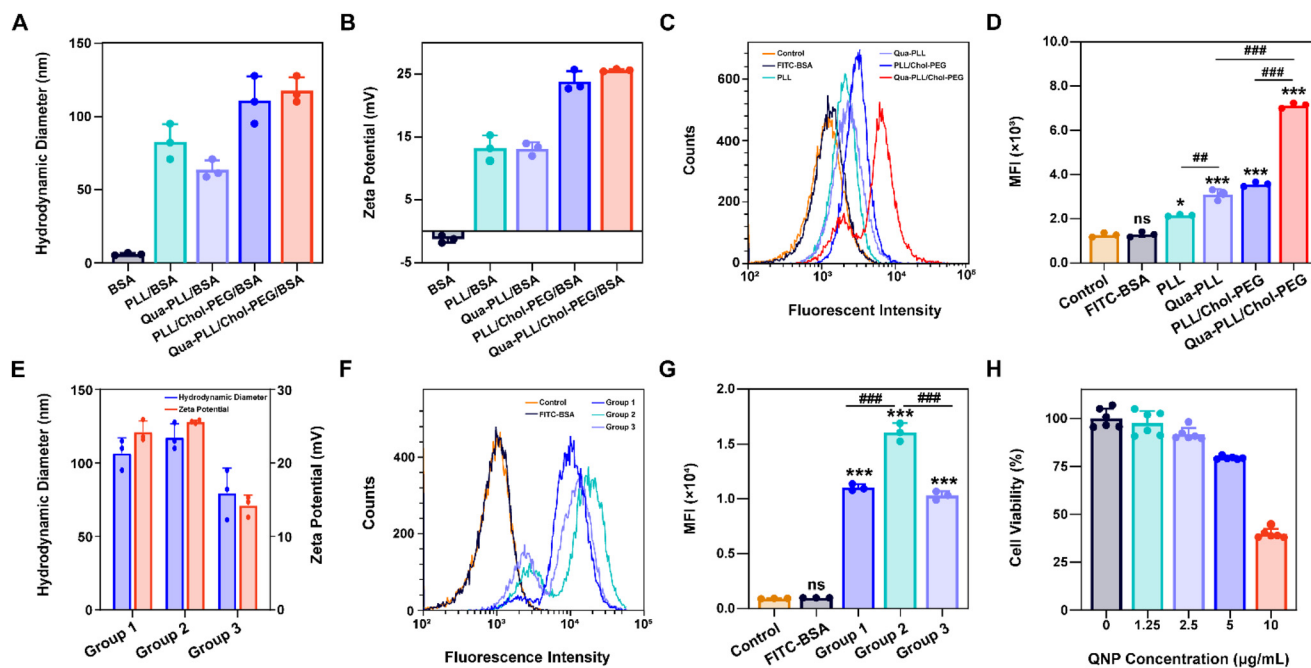 A
Hydrodynamic Diameter (nm)
150
100
50
0
BSA
PLL/BSA
Qua-PLL/BSA
PLL/Chol-PEG/BSA
Qua-PLL/Chol-PEG/BSA
B
Zeta Potential (mV)
25
15
5
-5
BSA
PLL/BSA
Qua-PLL/BSA
PLL/Chol-PEG/BSA
Qua-PLL/Chol-PEG/BSA
C
Counts
600
400
200
0
Control
FITC-BSA
PLL
Qua-PLL
PLL/Chol-PEG
Qua-PLL/Chol-PEG
10² 10³ 10⁴ 10⁵
Fluorescent Intensity
D
MFI (×10³)
10.0
8.0
6.0
4.0
2.0
0.0
###
###
##
ns
*
***
***
***
Control
FITC-BSA
PLL
Qua-PLL
PLL/Chol-PEG
Qua-PLL/Chol-PEG
E
Hydrodynamic Diameter (nm)
150
100
50
0
Hydrodynamic Diameter
Zeta Potential
30
20
10
0
Zeta Potential (mV)
Group 1
Group 2
Group 3
F
Counts
400
200
0
Control
FITC-BSA
Group 1
Group 2
Group 3
10² 10³ 10⁴ 10⁵
Fluorescence Intensity
G
MFI (×10⁴)
2.0
1.5
1.0
0.5
0.0
###
###
ns
***
***
***
Control
FITC-BSA
Group 1
Group 2
Group 3
H
Cell Viability (%)
100
75
50
25
0
0 1.25 2.5 5 10
QNP Concentration (μg/mL)